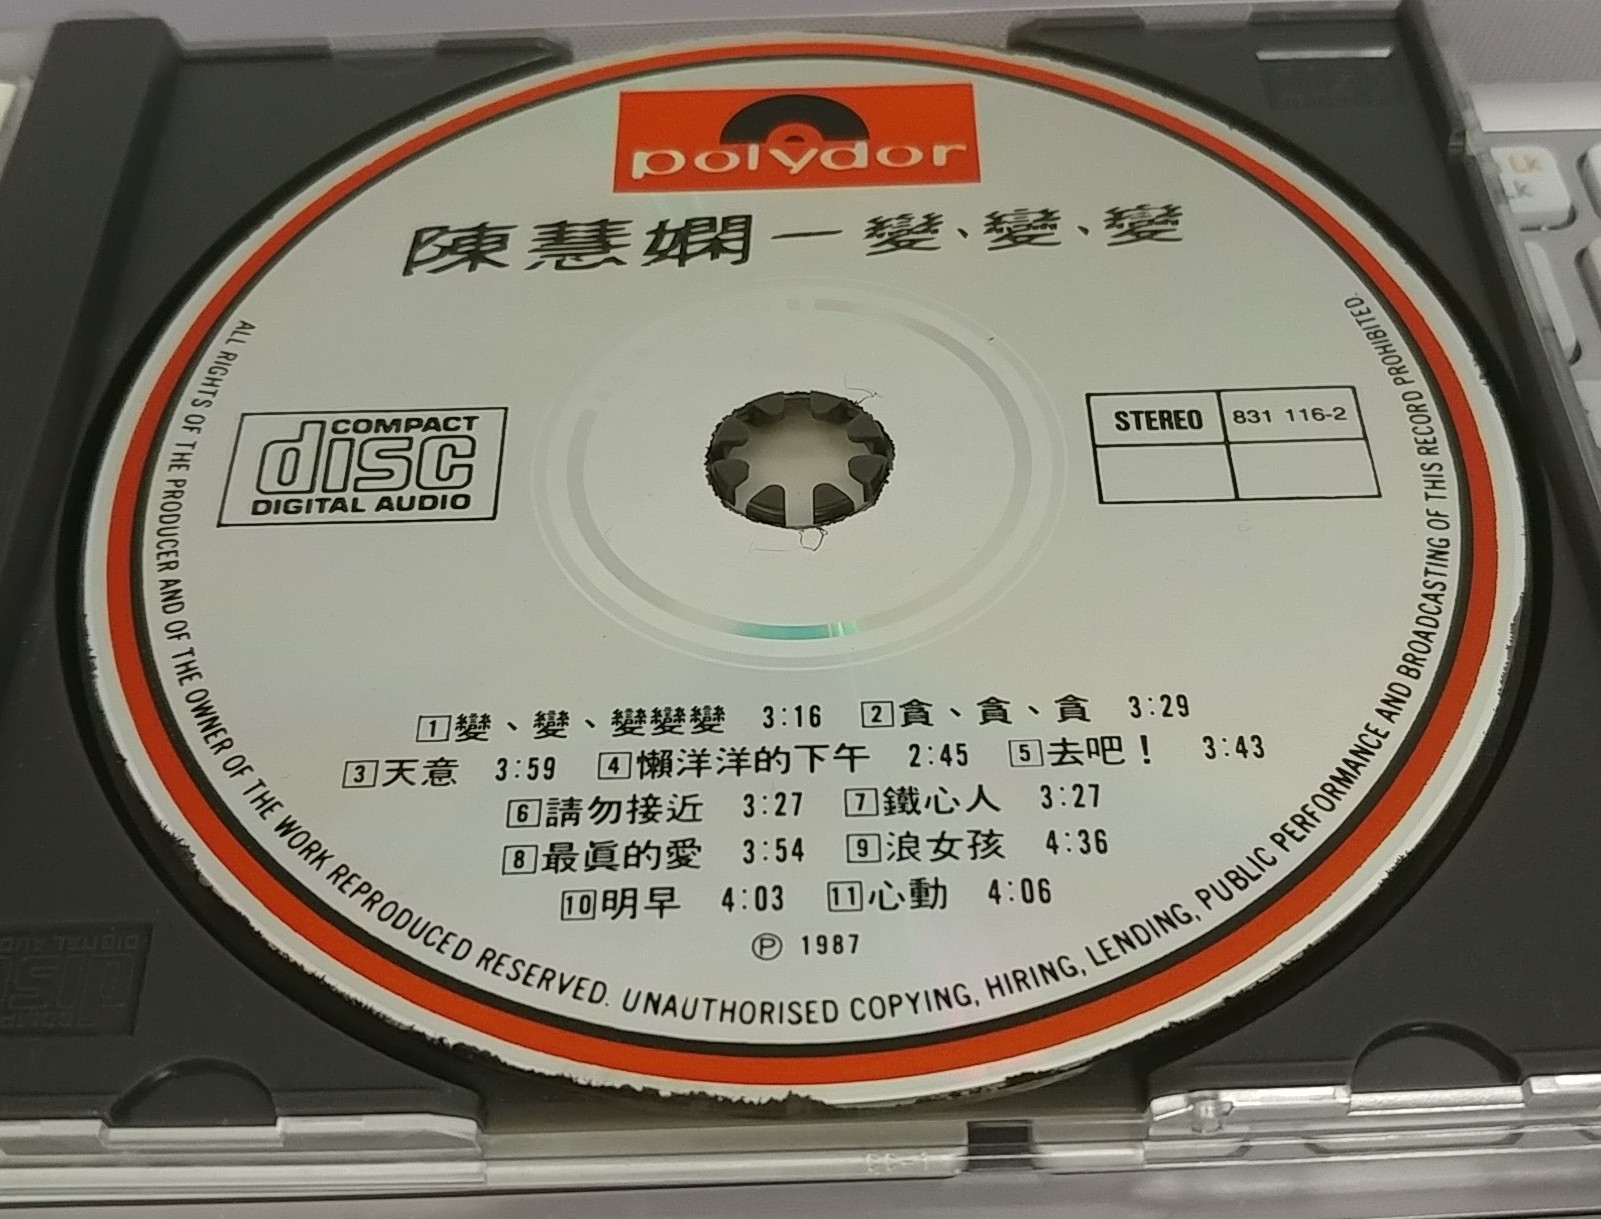 polydor
陳慧嫻－變、變、變
COMPACT
disc
DIGITAL AUDIO
STEREO 831 116-2
1 變、變、變變變 3:16 2 貪、貪、貪 3:29
3 天意 3:59 4 懶洋洋的下午 2:45 5 去吧！ 3:43
6 請勿接近 3:27 7 鐵心人 3:27
8 最眞的愛 3:54 9 浪女孩 4:36
10 明早 4:03 11 心動 4:06
Ⓟ 1987
ALL RIGHTS OF THE PRODUCER AND OF THE OWNER OF THE WORK REPRODUCED RESERVED. UNAUTHORISED COPYING, HIRING, LENDING, PUBLIC PERFORMANCE AND BROADCASTING OF THIS RECORD PROHIBITED.